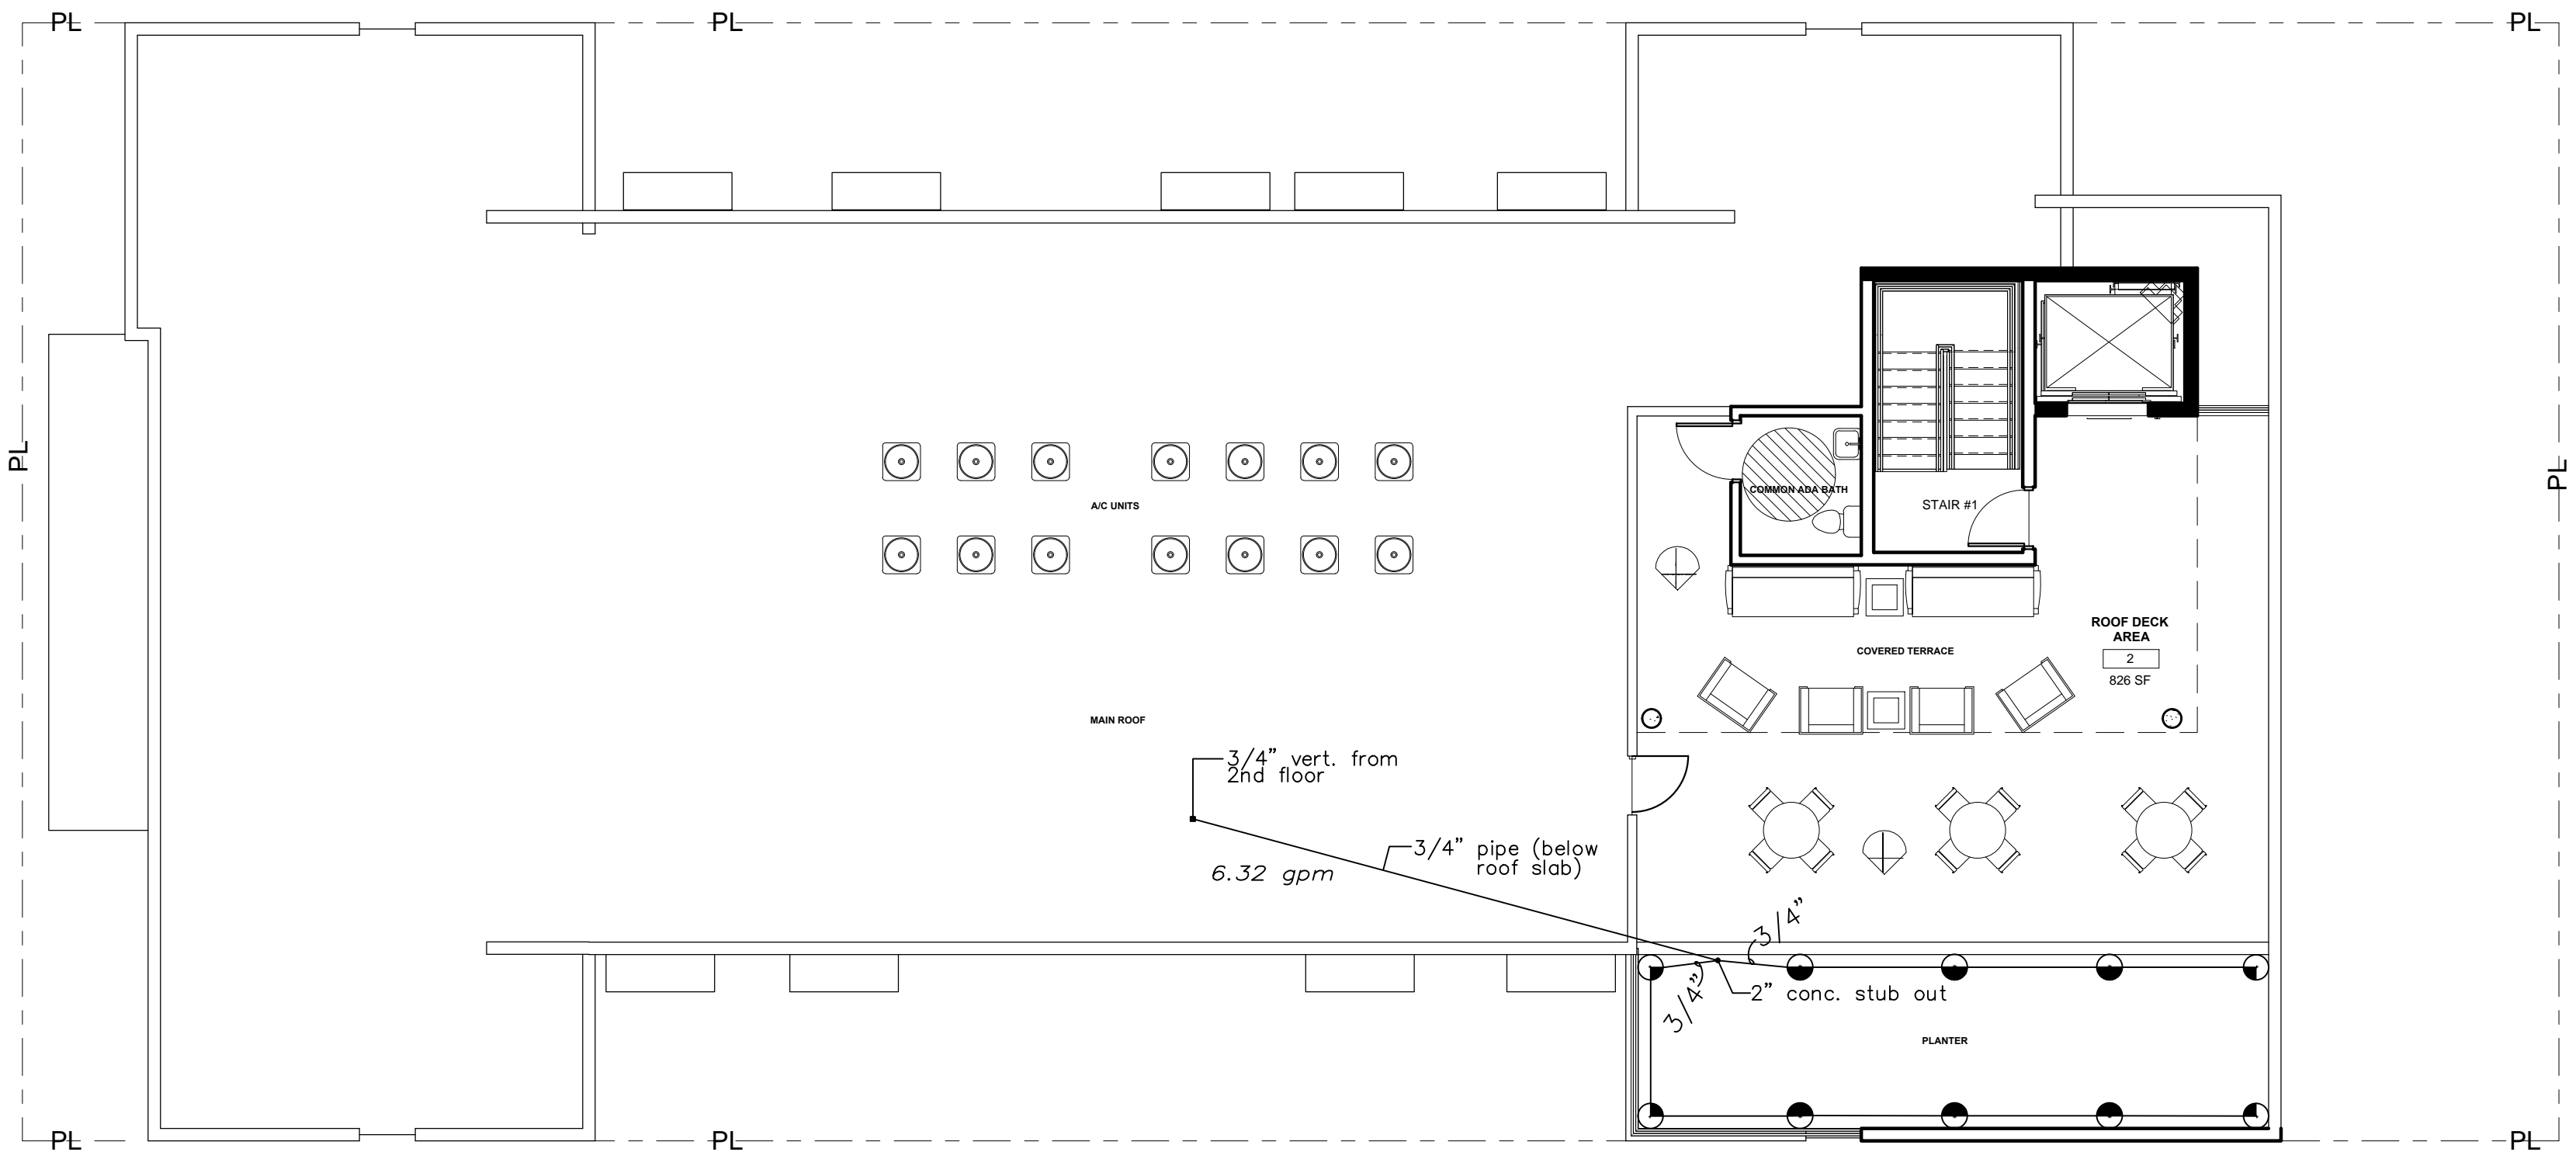 PL
PL
PL
PL
PL
A/C UNITS
COMMON ADA BATH
STAIR #1
ROOF DECK
AREA
2
826 SF
COVERED TERRACE
MAIN ROOF
3/4" vert. from
2nd floor
3/4" pipe (below
roof slab)
6.32 gpm
3/4"
3/4"
2" conc. stub out
PLANTER
PL
PL
PL